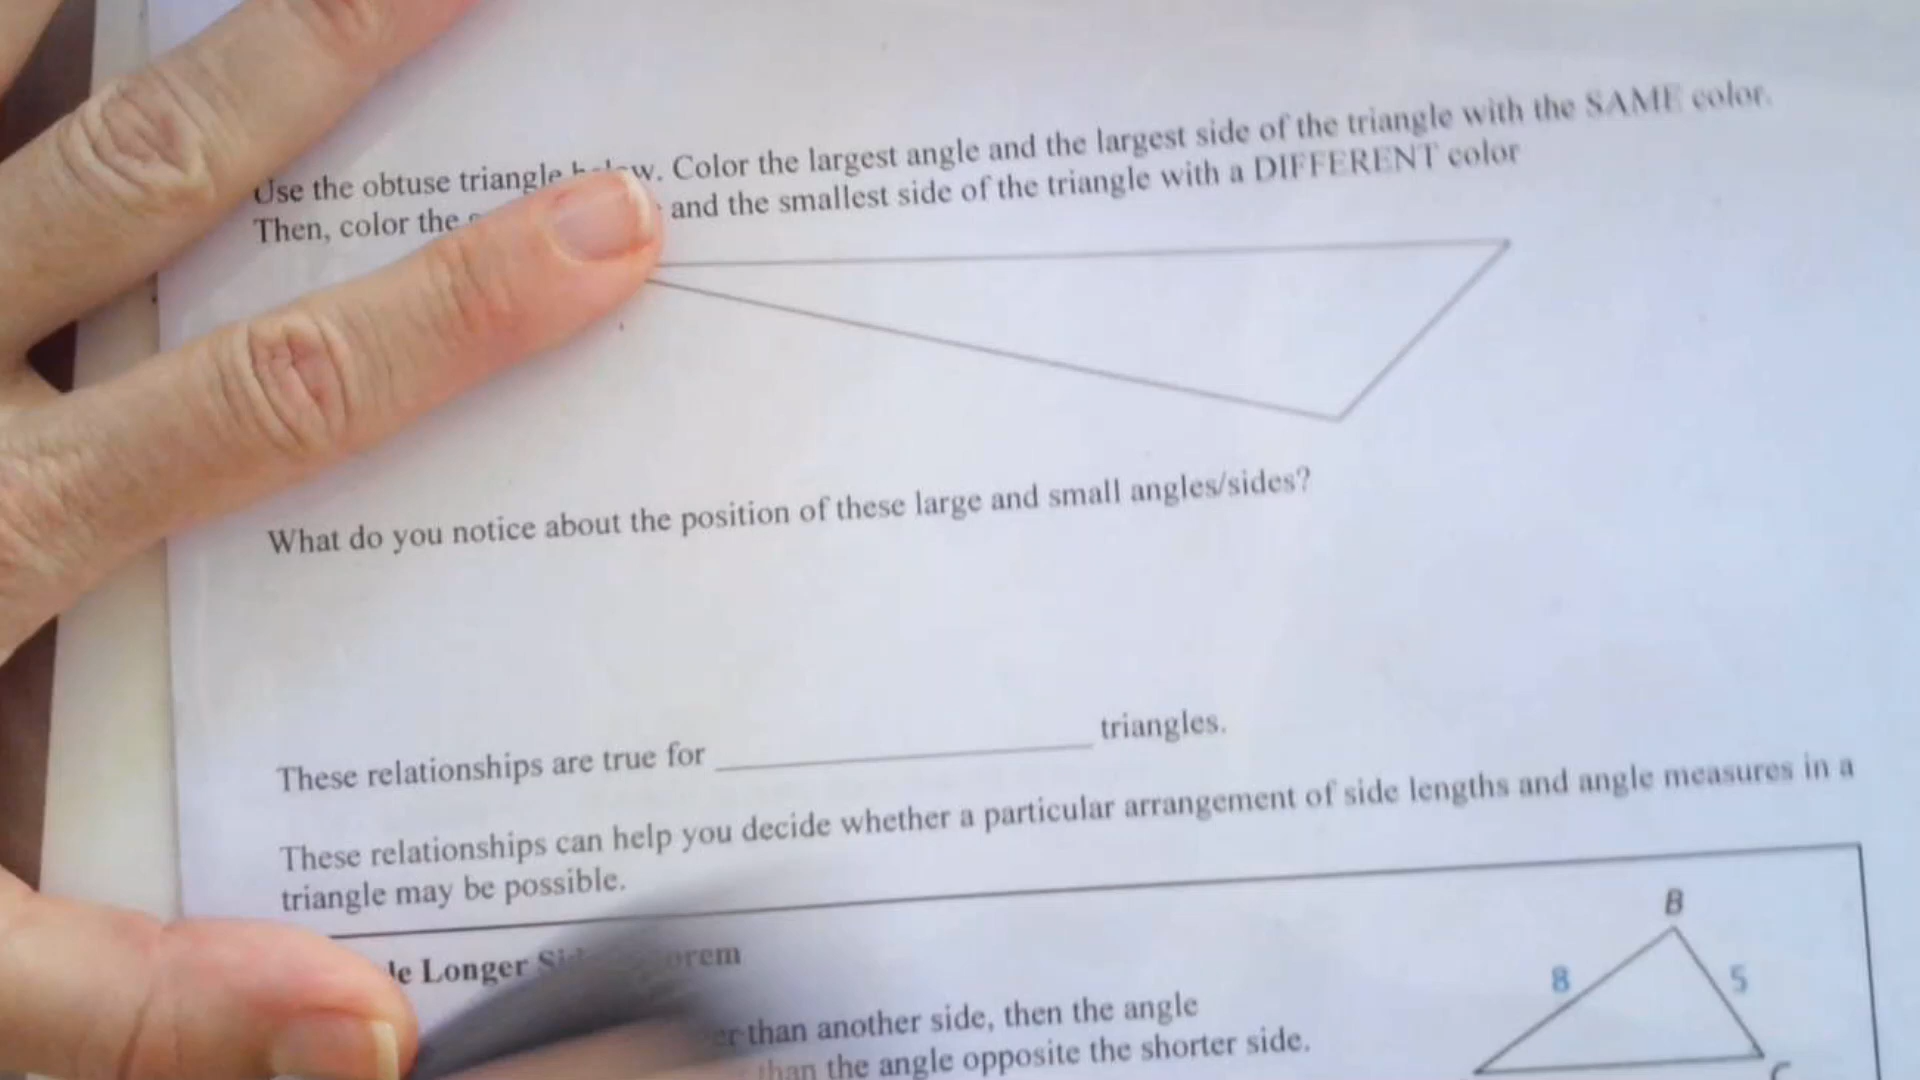 Use the obtuse triangle w. Color the largest angle and the largest side of the triangle with the SAME color.
Then, color the and the smallest side of the triangle with a DIFFERENT color
What do you notice about the position of these large and small angles/sides?
These relationships are true for ____________________ triangles.
These relationships can help you decide whether a particular arrangement of side lengths and angle measures in a
triangle may be possible.
B
le Longer Si orem
8 5
er than another side, then the angle
than the angle opposite the shorter side.
C